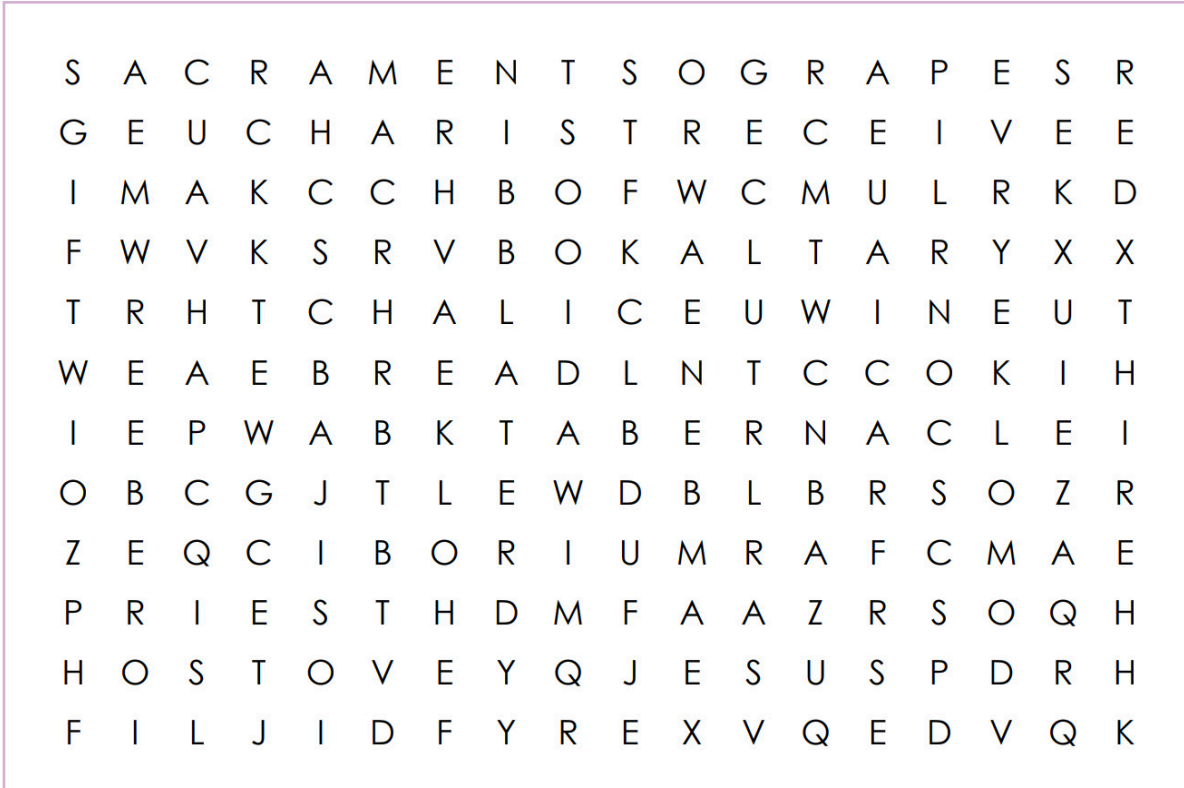 S A C R A M E N T S O G R A P E S R
G E U C H A R I S T R E C E I V E E
I M A K C C H B O F W C M U L R K D
F W V K S R V B O K A L T A R Y X X
T R H T C H A L I C E U W I N E U T
W E A E B R E A D L N T C C O K I H
I E P W A B K T A B E R N A C L E I
O B C G J T L E W D B L B R S O Z R
Z E Q C I B O R I U M R A F C M A E
P R I E S T H D M F A A Z R S O Q H
H O S T O V E Y Q J E S U S P D R H
F I L J I D F Y R E X V Q E D V Q K